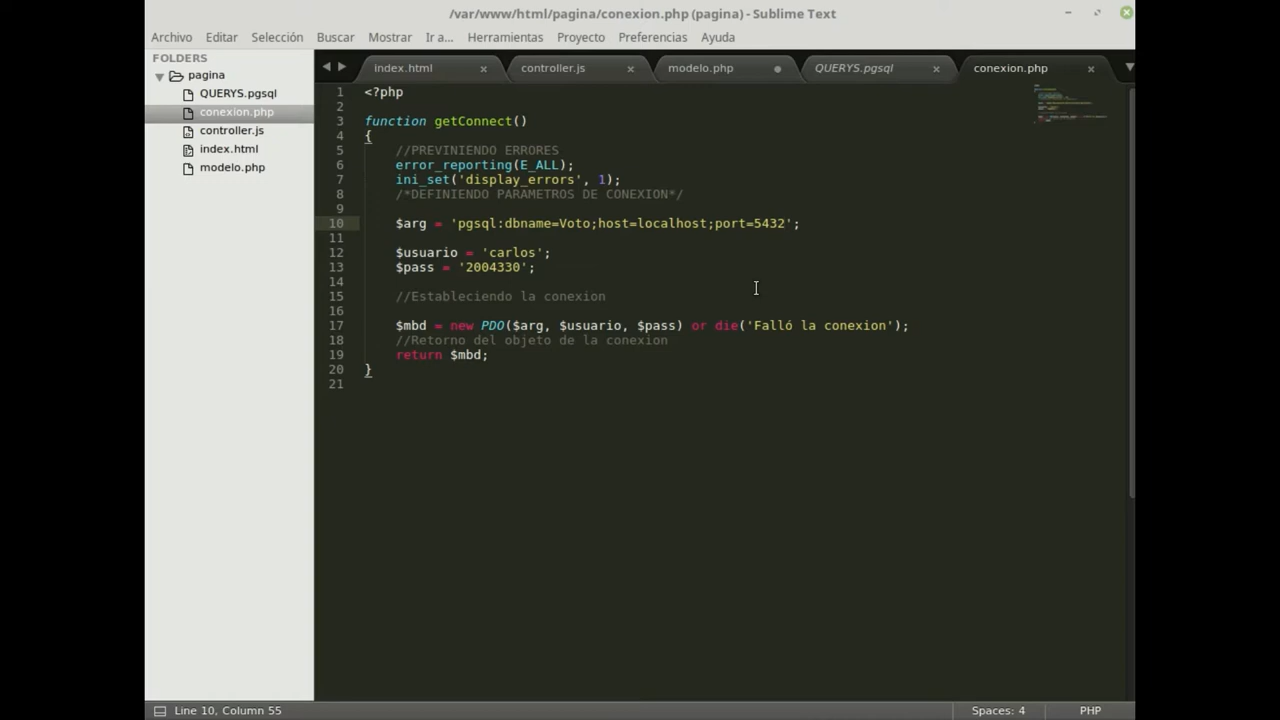 /var/www/html/pagina/conexion.php (pagina) - Sublime Text
Archivo Editar Selección Buscar Mostrar Ir a... Herramientas Proyecto Preferencias Ayuda
FOLDERS
pagina
QUERYS.pgsql
conexion.php
controller.js
index.html
modelo.php
index.html controller.js modelo.php QUERYS.pgsql conexion.php
1 <?php
2
3 function getConnect()
4 {
5 //PREVINIENDO ERRORES
6 error_reporting(E_ALL);
7 ini_set('display_errors', 1);
8 /*DEFINIENDO PARAMETROS DE CONEXION*/
9
10 $arg = 'pgsql:dbname=Voto;host=localhost;port=5432';
11
12 $usuario = 'carlos';
13 $pass = '2004330';
14
15 //Estableciendo la conexion
16
17 $mbd = new PDO($arg, $usuario, $pass) or die('Falló la conexion');
18 //Retorno del objeto de la conexion
19 return $mbd;
20 }
21
Line 10, Column 55 Spaces: 4 PHP